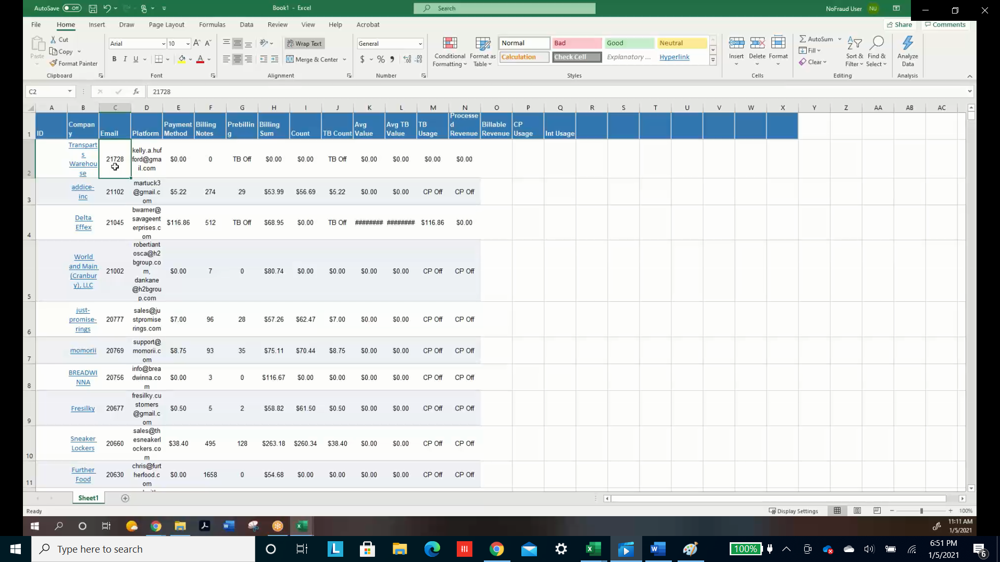 AutoSave Off Book1 - Excel Search NoFraud User NU
File Home Insert Draw Page Layout Formulas Data Review View Help Acrobat Share Comments
Paste Cut Copy Format Painter Clipboard
Arial 10 A A B I U A Font
ab Wrap Text Merge & Center Alignment
General $ % , Number
Conditional Formatting Format as Table Normal Bad Good Neutral Calculation Check Cell Explanatory ... Hyperlink Styles
Insert Delete Format Cells
AutoSum Fill Clear Sort & Filter Find & Select Editing
Analyze Data Analysis
C2 fx 21728
A B C D E F G H I J K L M N O P Q R S T U V W X Y Z AA AB AC
1 ID Company Email Platform Payment Method Billing Notes Prebilling Billing Sum Count TB Count Avg Value Avg TB Value TB Usage Processed Revenue Billable Revenue CP Usage Int Usage
2 Transparts Warehouse 21728 kelly.a.hufford@gmail.com $0.00 0 TB Off $0.00 $0.00 TB Off $0.00 $0.00 $0.00 $0.00
3 addice-inc 21102 martuck3@gmail.com $5.22 274 29 $53.99 $56.69 $5.22 $0.00 $0.00 CP Off CP Off
4 Delta Effex 21045 bwarner@savageenterprises.com $116.86 512 TB Off $68.95 $0.00 TB Off ######## ######## $116.86 $0.00
5 World and Main (Cranbury), LLC 21002 robertiantosca@h2bgroup.com, dankane@h2bgroup.com $0.00 7 0 $80.74 $0.00 $0.00 $0.00 $0.00 CP Off CP Off
6 just-promise-rings 20777 sales@justpromiserings.com $7.00 96 28 $57.26 $62.47 $7.00 $0.00 $0.00 CP Off CP Off
7 momorii 20769 support@momorii.com $8.75 93 35 $75.11 $70.44 $8.75 $0.00 $0.00 CP Off CP Off
8 BREADWINNA 20756 info@breadwinna.com $0.00 3 0 $116.67 $0.00 $0.00 $0.00 $0.00 CP Off CP Off
9 Fresilky 20677 fresilky.customers@gmail.com $0.50 5 2 $58.82 $61.50 $0.50 $0.00 $0.00 CP Off CP Off
10 Sneaker Lockers 20660 sales@thesneakerlockers.com $38.40 495 128 $263.18 $260.34 $38.40 $0.00 $0.00 CP Off CP Off
11 Further Food 20630 chris@furtherfood.com $0.00 1658 0 $54.68 $0.00 $0.00 $0.00 $0.00 CP Off CP Off
Sheet1
Ready Display Settings 100%
11:11 AM
1/5/2021
Type here to search L 100% 6:51 PM
1/5/2021 6